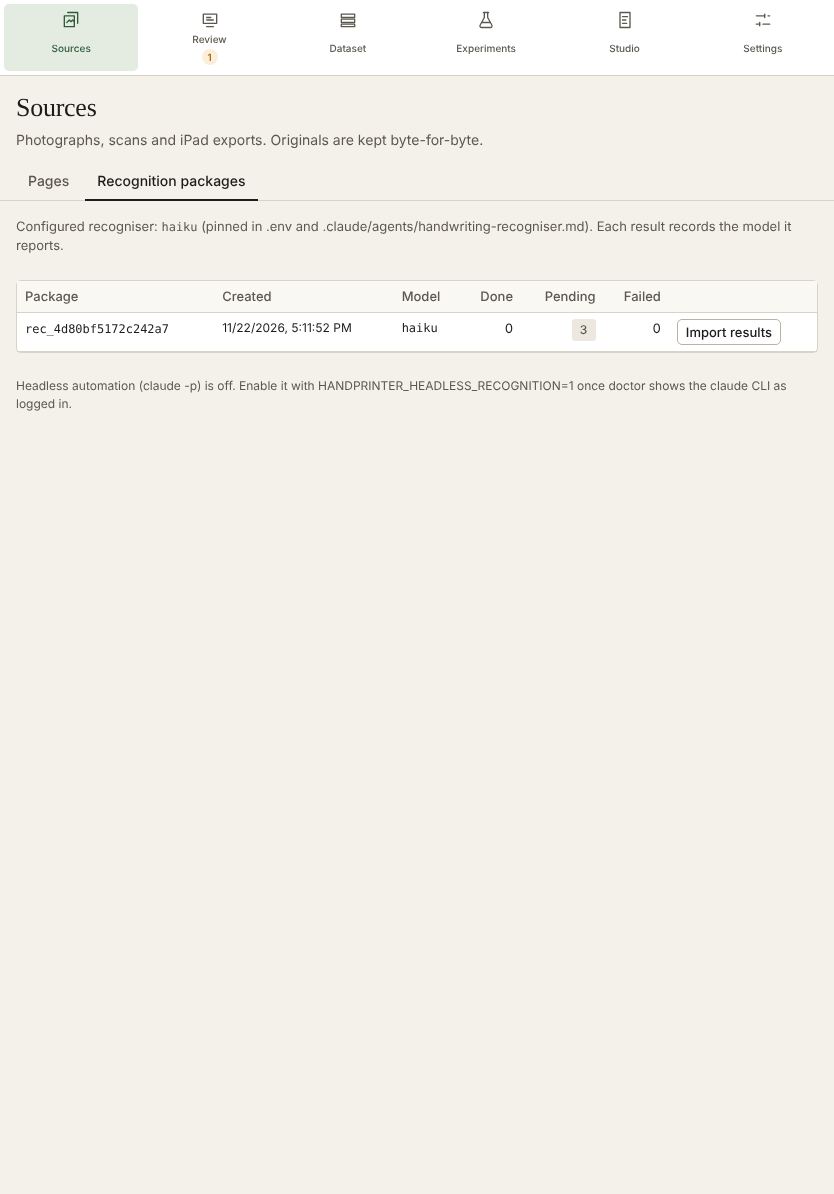 Sources
Review
1
Dataset
Experiments
Studio
Settings
Sources
Photographs, scans and iPad exports. Originals are kept byte-for-byte.
Pages
Recognition packages
Configured recogniser: haiku (pinned in .env and .claude/agents/handwriting-recogniser.md). Each result records the model it
reports.
Package Created Model Done Pending Failed
rec_4d80bf5172c242a7 11/22/2026, 5:11:52 PM haiku 0 3 0 Import results
Headless automation (claude -p) is off. Enable it with HANDPRINTER_HEADLESS_RECOGNITION=1 once doctor shows the claude CLI as
logged in.